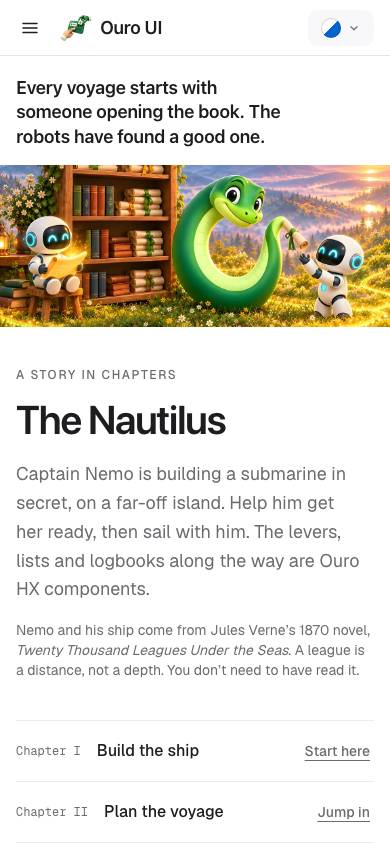 Ouro UI
Every voyage starts with
someone opening the book. The
robots have found a good one.
A STORY IN CHAPTERS
The Nautilus
Captain Nemo is building a submarine in
secret, on a far-off island. Help him get
her ready, then sail with him. The levers,
lists and logbooks along the way are Ouro
HX components.
Nemo and his ship come from Jules Verne’s 1870 novel,
Twenty Thousand Leagues Under the Seas. A league is
a distance, not a depth. You don’t need to have read it.
Chapter I Build the ship Start here
Chapter II Plan the voyage Jump in